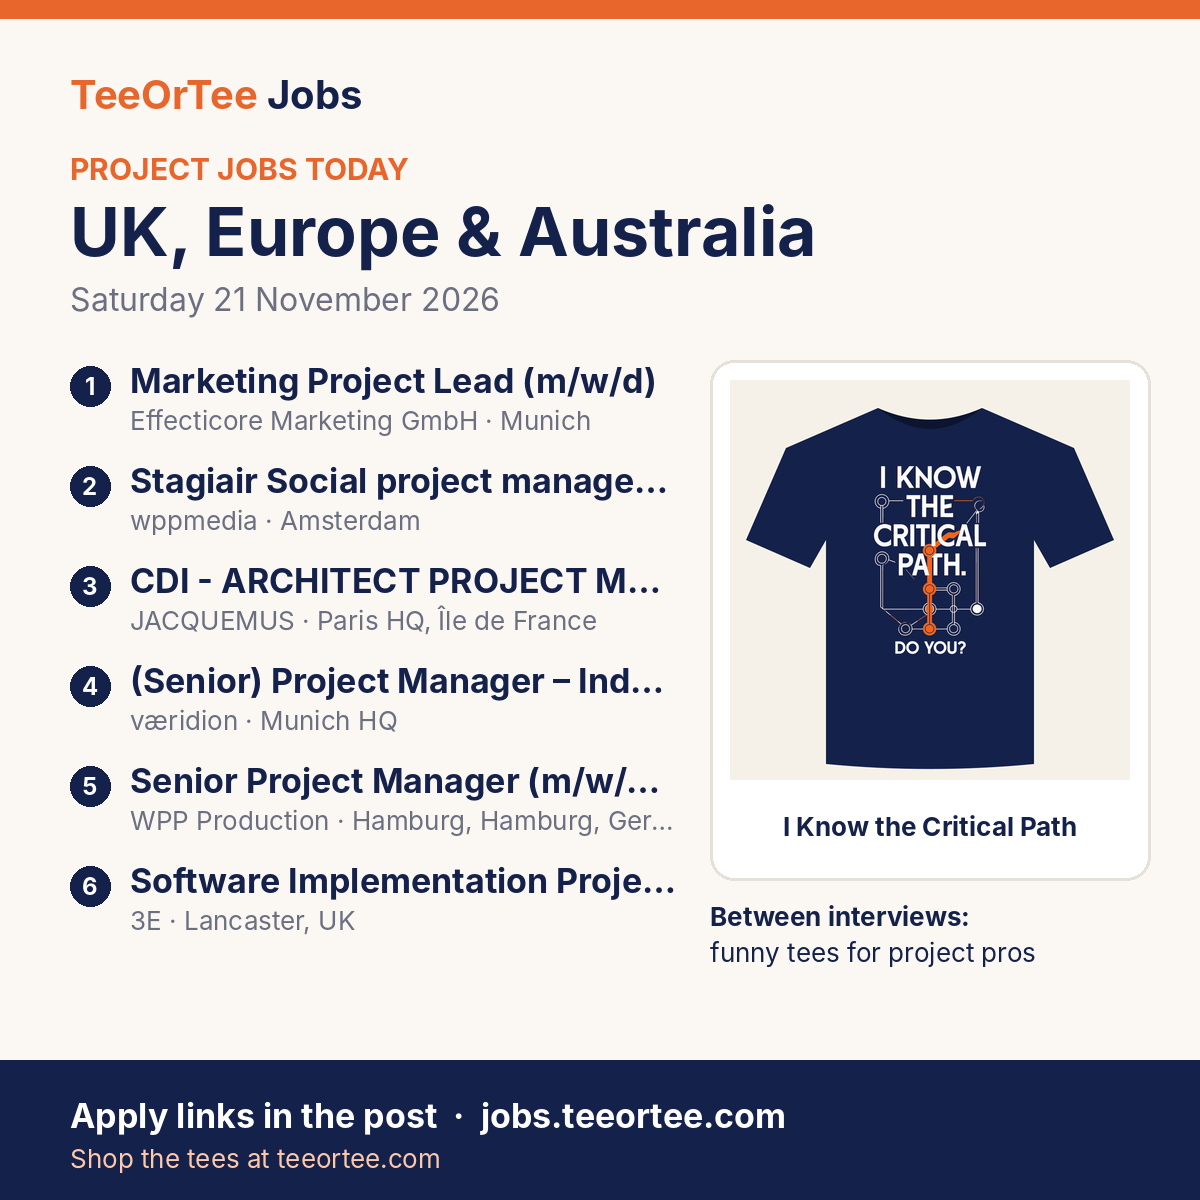 TeeOrTee Jobs
PROJECT JOBS TODAY
UK, Europe & Australia
Saturday 21 November 2026
1 Marketing Project Lead (m/w/d)
Effecticore Marketing GmbH · Munich
2 Stagiair Social project manage...
wppmedia · Amsterdam
3 CDI - ARCHITECT PROJECT M...
JACQUEMUS · Paris HQ, Île de France
4 (Senior) Project Manager – Ind...
væridion · Munich HQ
5 Senior Project Manager (m/w/...
WPP Production · Hamburg, Hamburg, Ger...
6 Software Implementation Proje...
3E · Lancaster, UK
I KNOW
THE
CRITICAL
PATH.
DO YOU?
I Know the Critical Path
Between interviews:
funny tees for project pros
Apply links in the post · jobs.teeortee.com
Shop the tees at teeortee.com